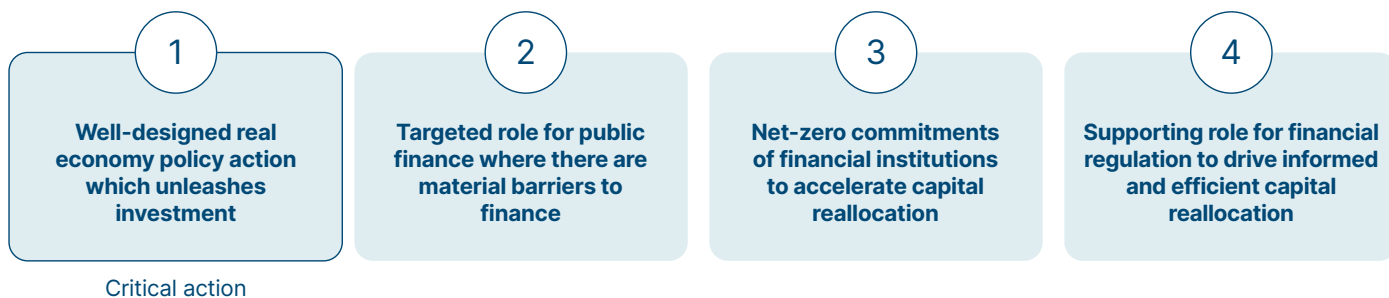 1
Well-designed real
economy policy action
which unleashes
investment
Critical action
2
Targeted role for public
finance where there are
material barriers to
finance
3
Net-zero commitments
of financial institutions
to accelerate capital
reallocation
4
Supporting role for financial
regulation to drive informed
and efficient capital
reallocation